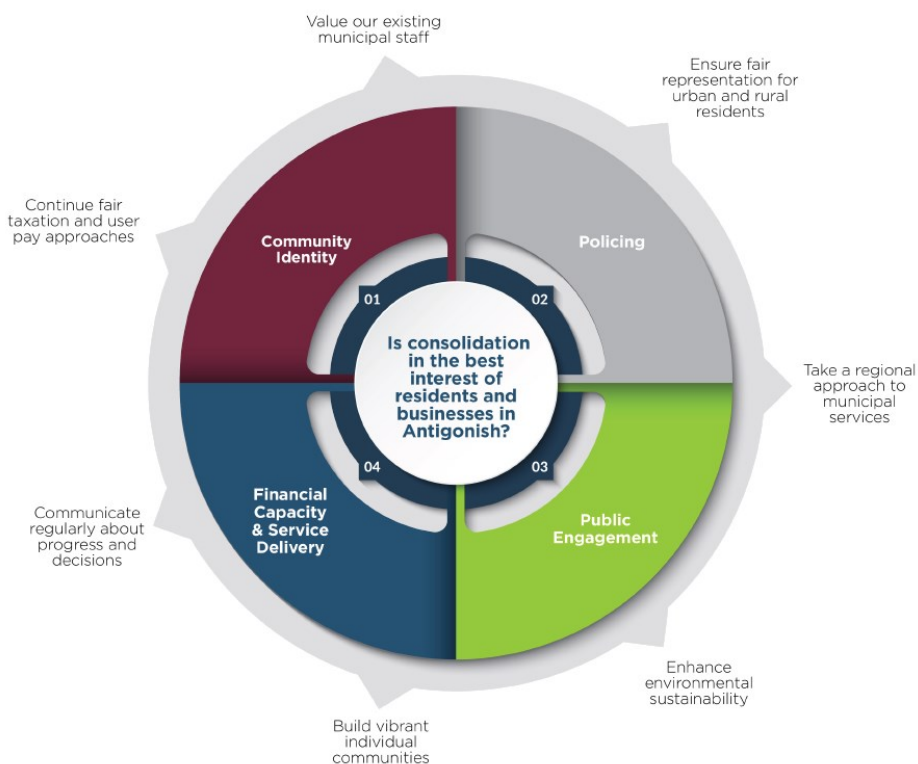 Value our existing
municipal staff
Ensure fair
representation for
urban and rural
residents
Continue fair
taxation and user
pay approaches
Community
Identity
Policing
01
02
Is consolidation
in the best
interest of
residents and
businesses in
Antigonish?
Take a regional
approach to
municipal
services
04
03
Financial
Capacity
& Service
Delivery
Public
Engagement
Communicate
regularly about
progress and
decisions
Enhance
environmental
sustainability
Build vibrant
individual
communities